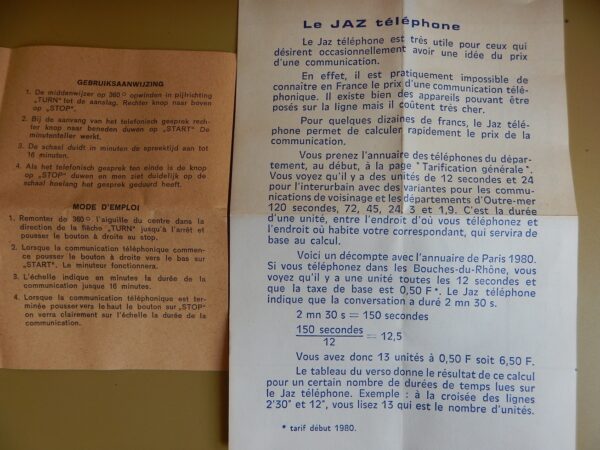 GEBRUIKSAANWIJZING
1. De middenwijzer op 360° opwinden in pijlrichting
„TURN" tot de aanslag. Rechter knop naar boven
op „STOP".
2. Bij de aanvang van het telefonisch gesprek rech-
ter knop naar beneden duwen op „START" De
minutenteller werkt.
3. De schaal duidt in minuten de spreektijd aan tot
16 minuten.
4. Als het telefonisch gesprek ten einde is de knop
op „STOP" duwen en men ziet duidelijk op de
schaal hoelang het gesprek geduurd heeft.
MODE D'EMPLOI
1. Remonter de 360° l'aiguille du centre dans la
direction de la flèche „TURN" jusqu'à l'arrêt et
pousser le bouton à droite au stop.
2. Lorsque la communication téléphonique commen-
ce pousser le bouton à droite vers le bas sur
„START". Le minuteur fonctionnera.
3. L'échelle indique en minutes la durée de la
communication jusque 16 minutes.
4. Lorsque la communication téléphonique est ter-
minée pousser vers le haut le bouton sur „STOP"
on verra clairement sur l'échelle la durée de la
communication.
Le JAZ téléphone
Le Jaz téléphone est très utile pour ceux qui
désirent occasionnellement avoir une idée du prix
d'une communication.
En effet, il est pratiquement impossible de
connaitre en France le prix d'une communication télé-
phonique. Il existe bien des appareils pouvant être
posés sur la ligne mais il coûtent très cher.
Pour quelques dizaines de francs, le Jaz télé-
phone permet de calculer rapidement le prix de la
communication.
Vous prenez l'annuaire des téléphones du dépar-
tement, au début, à la page "Tarification générale".
Vous voyez qu'il y a des unités de 12 secondes et 24
pour l'interurbain avec des variantes pour les commu-
nications de voisinage et les départements d'Outre-mer
120 secondes, 72, 45, 24, 3 et 1,9. C'est la durée
d'une unité, entre l'endroit d'où vous téléphonez et
l'endroit où habite votre correspondant, qui servira de
base au calcul.
Voici un décompte avec l'annuaire de Paris 1980.
Si vous téléphonez dans les Bouches-du-Rhône, vous
voyez qu'il y a une unité toutes les 12 secondes et
que la taxe de base est 0,50 F*. Le Jaz téléphone
indique que la conversation a duré 2 mn 30 s.
2 mn 30 s = 150 secondes
150 secondes
12
= 12,5
Vous avez donc 13 unités à 0,50 F soit 6,50 F.
Le tableau du verso donne le résultat de ce calcul
pour un certain nombre de durées de temps lues sur
le Jaz téléphone. Exemple : à la croisée des lignes
2'30" et 12", vous lisez 13 qui est le nombre d'unités.
* tarif début 1980.